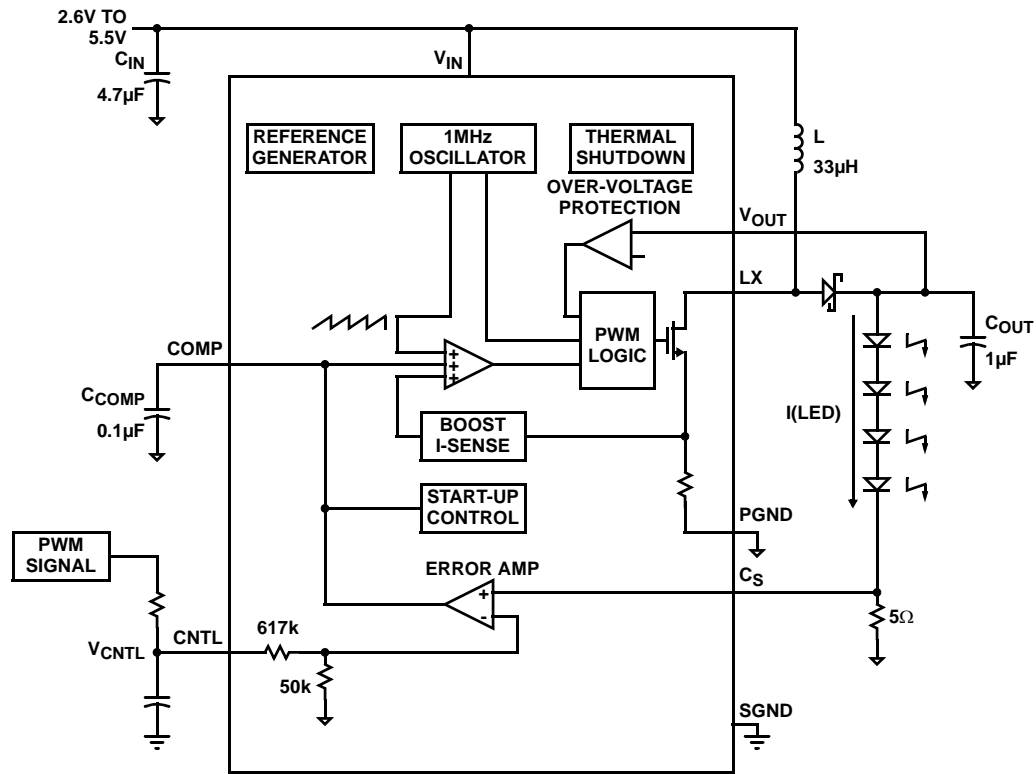 2.6V TO
5.5V
CIN
4.7µF
VIN
REFERENCE
GENERATOR
1MHz
OSCILLATOR
THERMAL
SHUTDOWN
L
33µH
OVER-VOLTAGE
PROTECTION
VOUT
LX
PWM
LOGIC
COUT
1µF
COMP
+
+
+
CCOMP
0.1µF
I(LED)
BOOST
I-SENSE
START-UP
CONTROL
PGND
PWM
SIGNAL
ERROR AMP
CS
+
-
5Ω
CNTL
617k
VCNTL
50k
SGND